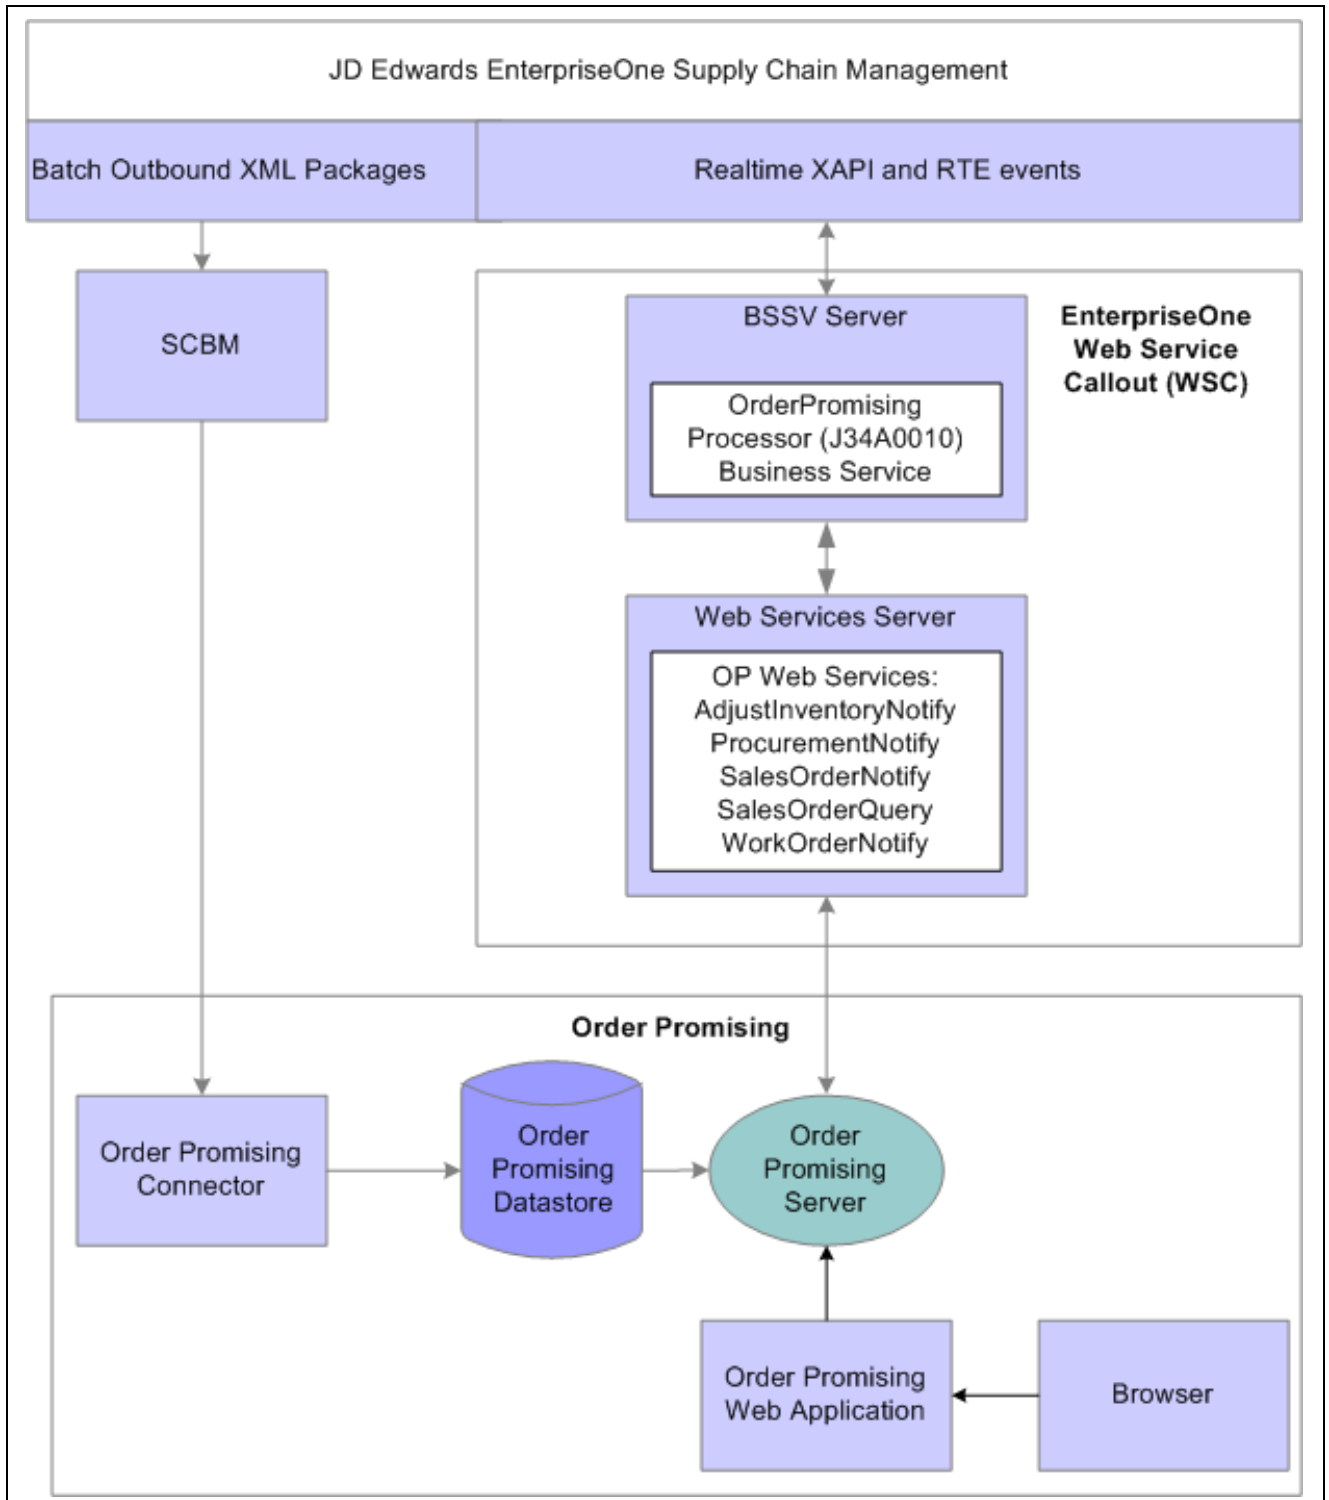 JD Edwards EnterpriseOne Supply Chain Management
Batch Outbound XML Packages
Realtime XAPI and RTE events
SCBM
BSSV Server
OrderPromising
Processor (J34A0010)
Business Service
EnterpriseOne
Web Service
Callout (WSC)
Web Services Server
OP Web Services:
AdjustInventoryNotify
ProcurementNotify
SalesOrderNotify
SalesOrderQuery
WorkOrderNotify
Order Promising
Order Promising
Connector
Order
Promising
Datastore
Order
Promising
Server
Order Promising
Web Application
Browser